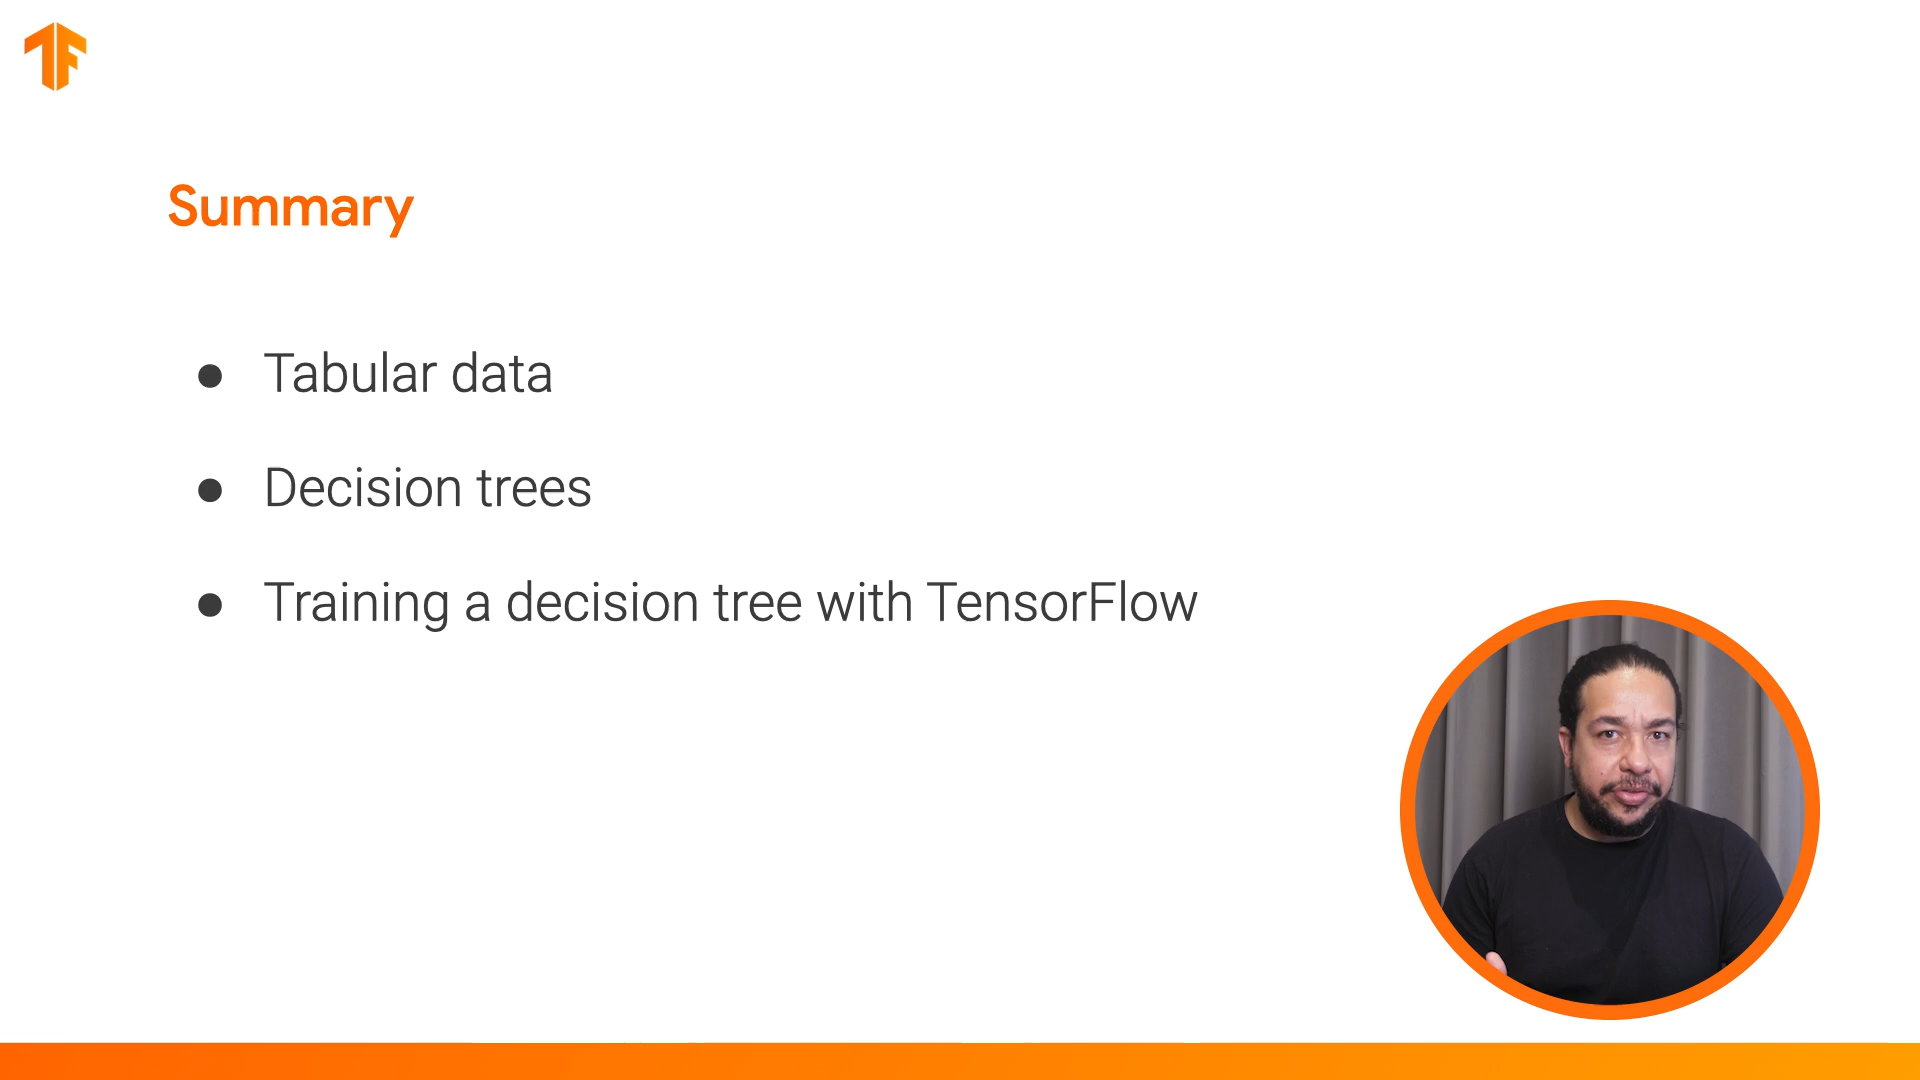 Summary
● Tabular data
● Decision trees
● Training a decision tree with TensorFlow